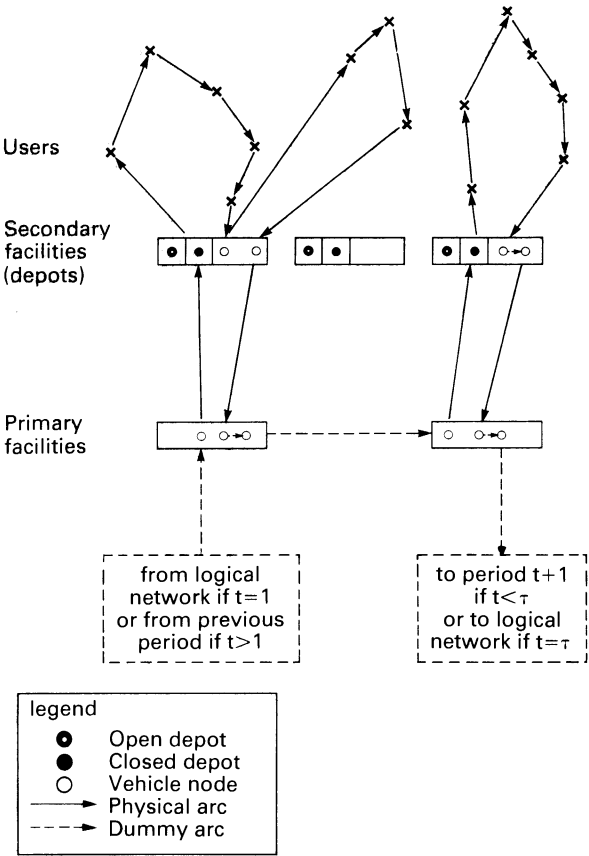 Users
Secondary
facilities
(depots)
Primary
facilities
from logical
network if t=1
or from previous
period if t>1
to period t+1
if t<τ
or to logical
network if t=τ
legend
Open depot
Closed depot
Vehicle node
Physical arc
Dummy arc